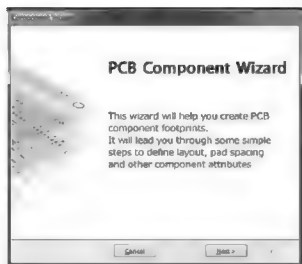 PCB Component Wizard
This wizard will help you create PCB
component footprints.
It will lead you through some simple
steps to define layout, pad spacing
and other component attributes
Cancel
Next >